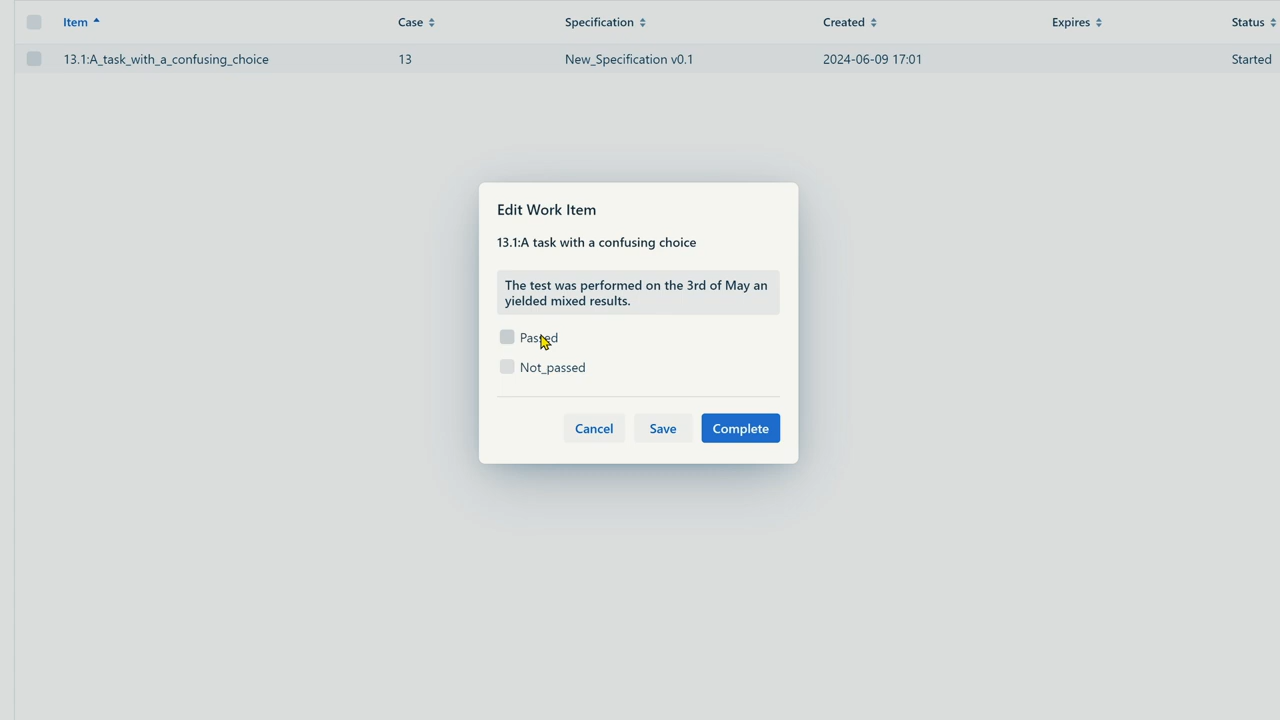 Item Case Specification Created Expires Status
13.1:A_task_with_a_confusing_choice 13 New_Specification v0.1 2024-06-09 17:01 Started
Edit Work Item
13.1:A task with a confusing choice
The test was performed on the 3rd of May an
yielded mixed results.
Passed
Not_passed
Cancel Save Complete